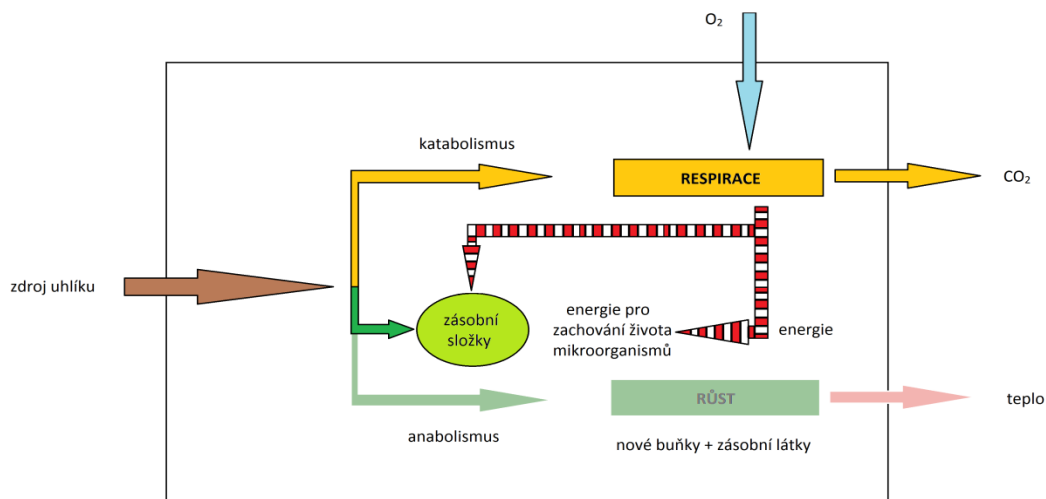 O₂
katabolismus
RESPIRACE
CO₂
zdroj uhlíku
zásobní
složky
energie pro
zachování života
mikroorganismů
energie
RŮST
teplo
anabolismus
nové buňky + zásobní látky